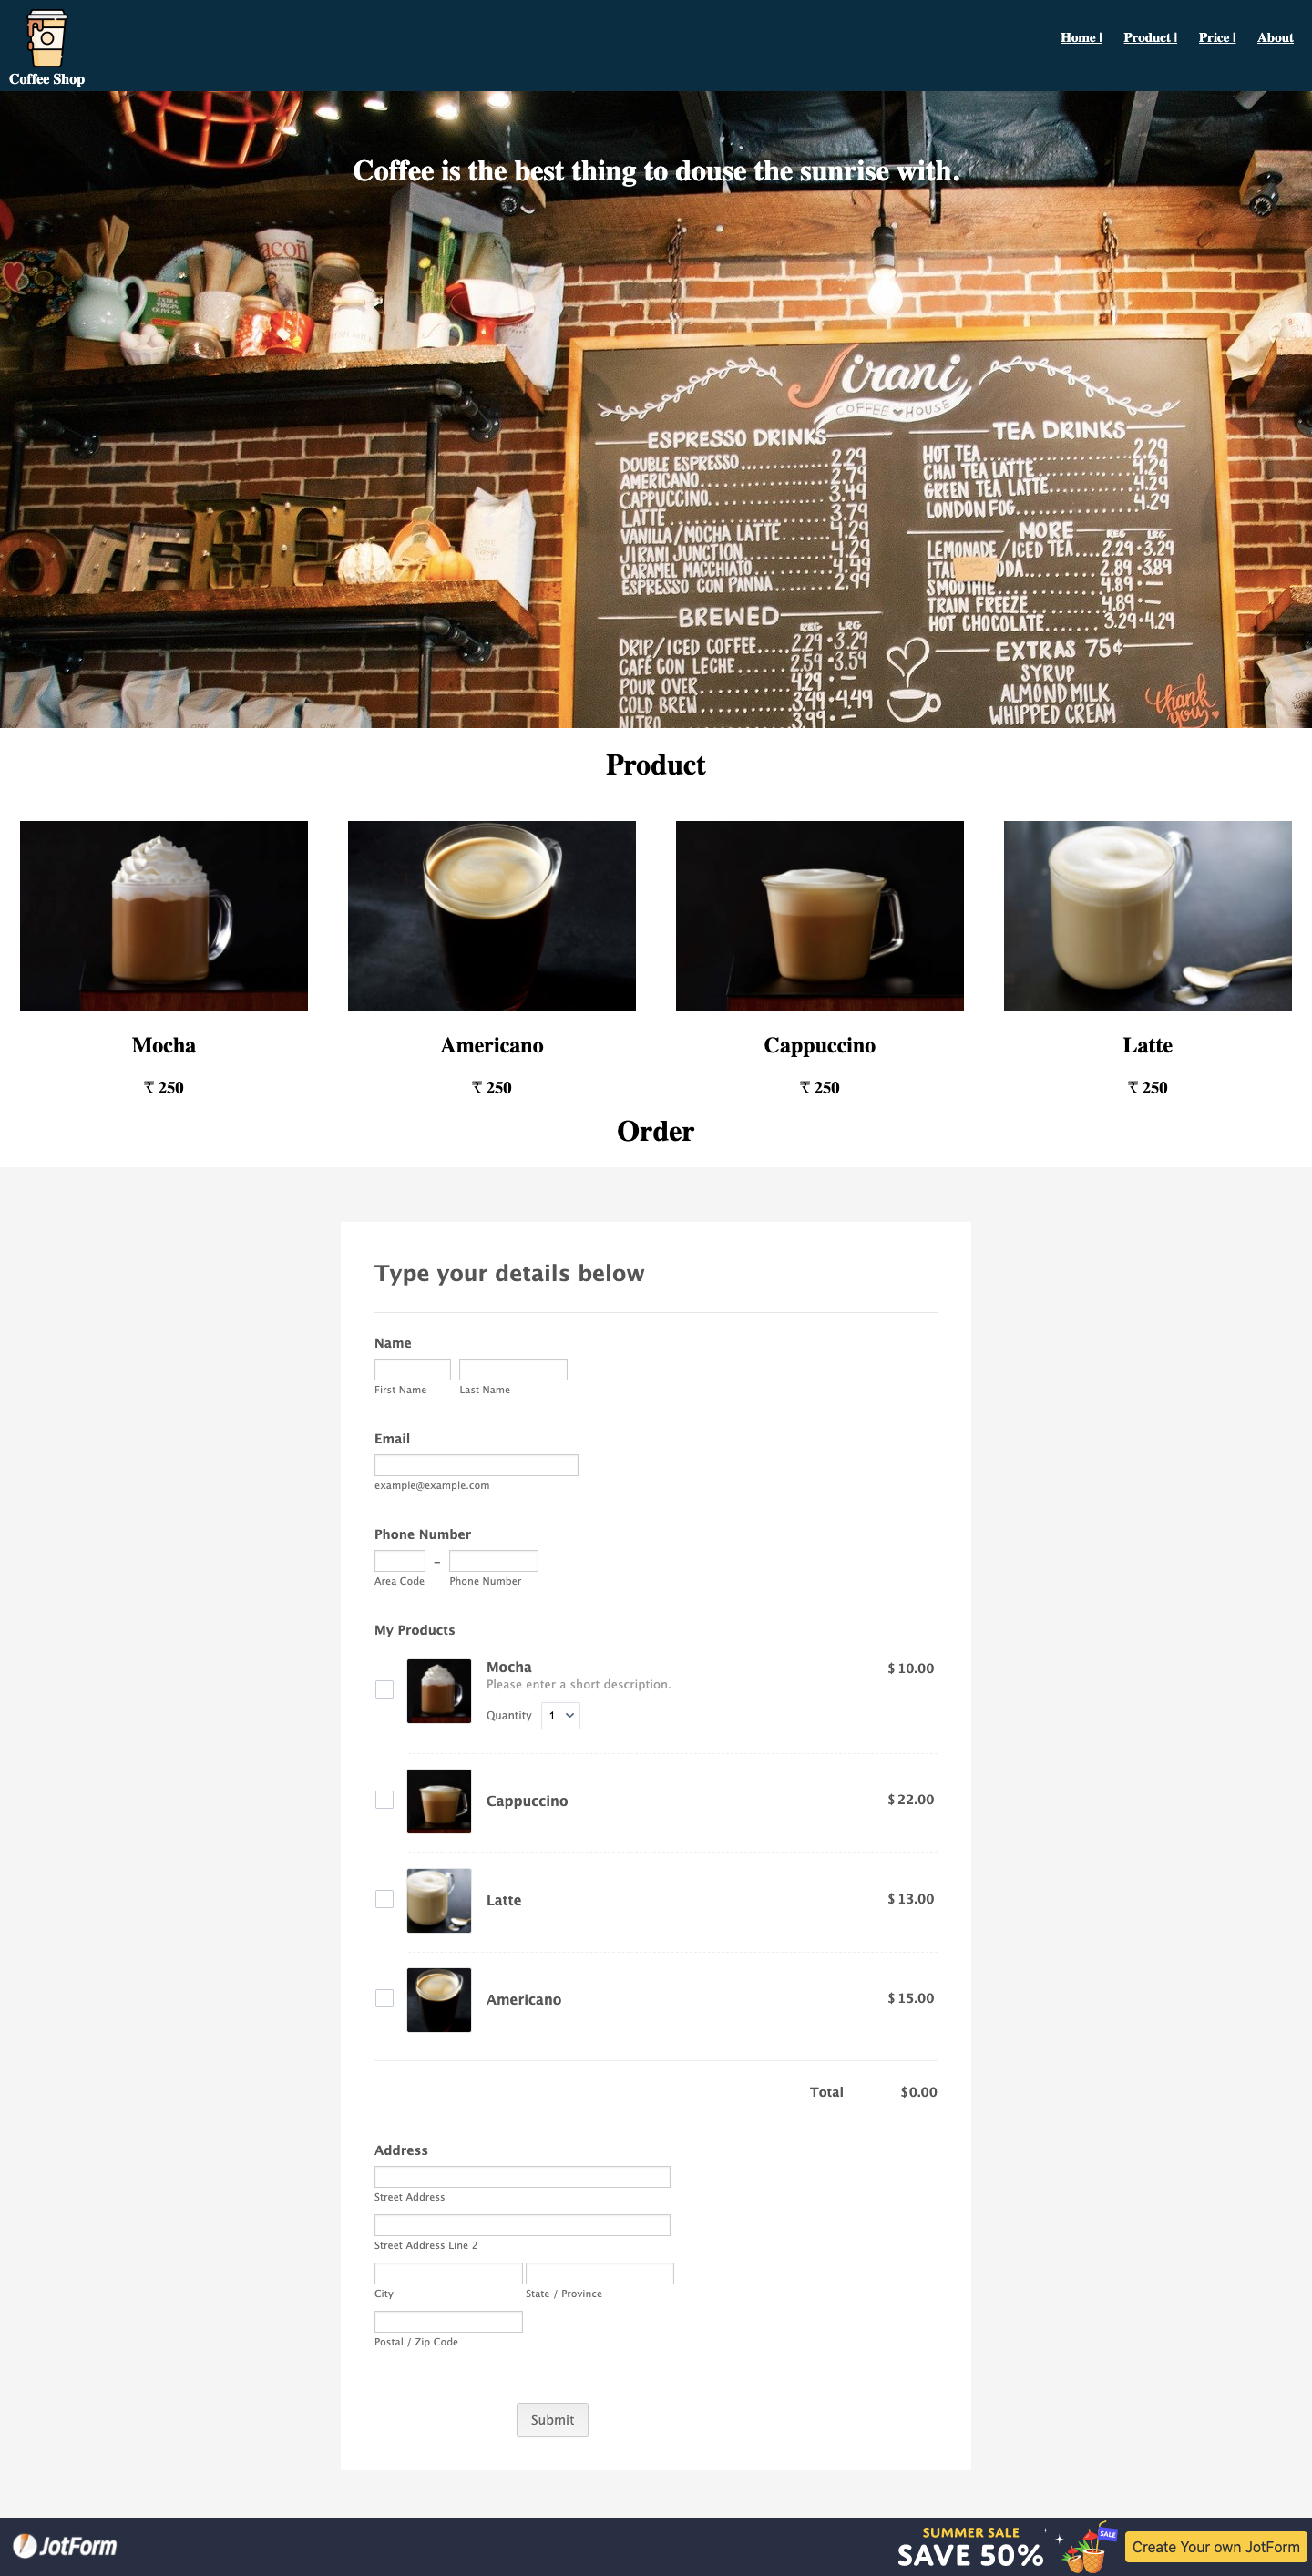 Coffee Shop
Home |
Product |
Price |
About
Coffee is the best thing to douse the sunrise with.
acon
EXTRA VIRGIN OLIVE OIL
Jirani
COFFEE HOUSE
ESPRESSO DRINKS
DOUBLE ESPRESSO 2.29
AMERICANO 2.79
CAPPUCCINO 3.49
LATTE 3.79
VANILLA/MOCHA LATTE 4.29
JIRANI JUNCTION 4.29
CARAMEL MACCHIATO 4.29
ESPRESSO CON PANNA 2.99
BREWED
REG LRG
DRIP/ICED COFFEE 2.29 • 3.29
CAFÉ CON LECHE 2.59 • 3.59
POUR OVER 4.29 • —
COLD BREW 3.49 • 4.49
NITRO 3.99 • —
TEA DRINKS
HOT TEA 2.29
CHAI TEA LATTE 4.29
GREEN TEA LATTE 4.29
LONDON FOG 4.29
MORE
REG LRG
LEMONADE/ICED TEA 2.29 • 3.29
ITAL ODA 2.89 • 3.89
SMOOTHIE 4.89 • —
TRAIN FREEZE 4.89 • —
HOT CHOCOLATE 3.29 • 4.29
EXTRAS 75¢
SYRUP
ALMOND MILK
WHIPPED CREAM
thank you
OFFEE
Product
Mocha
₹ 250
Americano
₹ 250
Cappuccino
₹ 250
Latte
₹ 250
Order
Type your details below
Name
First Name
Last Name
Email
example@example.com
Phone Number
-
Area Code
Phone Number
My Products
Mocha
$ 10.00
Please enter a short description.
Quantity 1
Cappuccino
$ 22.00
Latte
$ 13.00
Americano
$ 15.00
Total $0.00
Address
Street Address
Street Address Line 2
City
State / Province
Postal / Zip Code
Submit
JotForm
SUMMER SALE
SAVE 50%
SALE
Create Your own JotForm